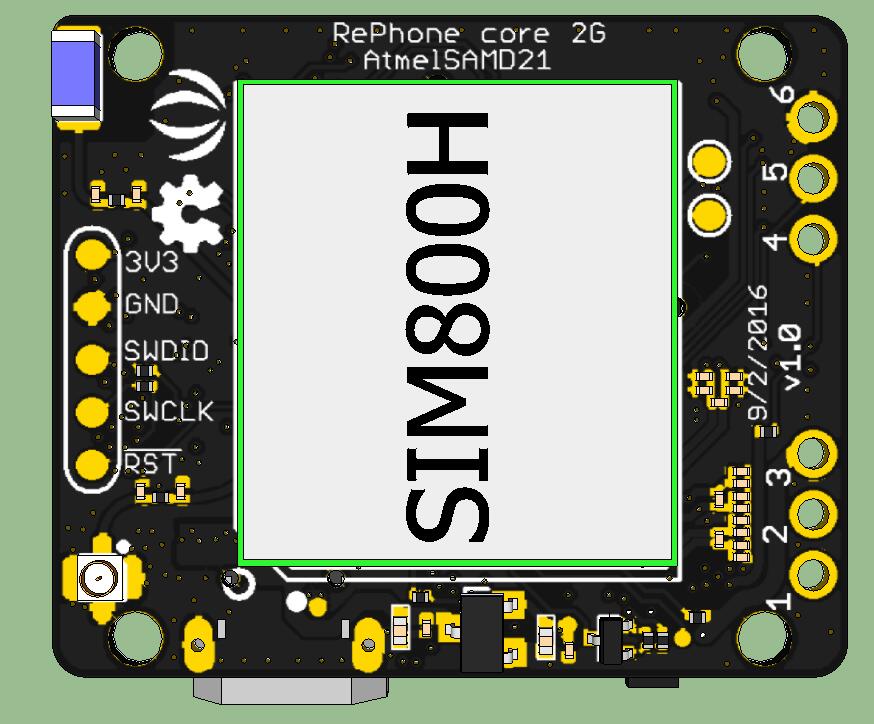 RePhone core 2G
AtmelSAMD21
SIM800H
3V3
GND
SWDIO
SWCLK
RST
6
5
4
9/2/2016
v1.0
3
2
1